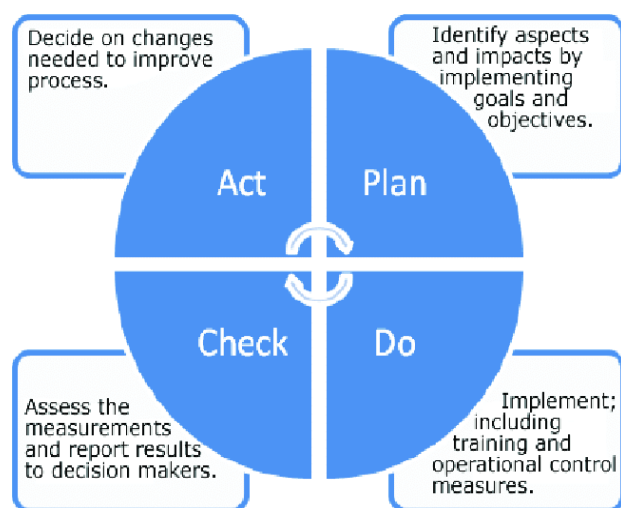 Decide on changes
needed to improve
process.
Identify aspects
and impacts by
implementing
goals and
objectives.
Act
Plan
Check
Do
Assess the
measurements
and report results
to decision makers.
Implement;
including
training and
operational control
measures.